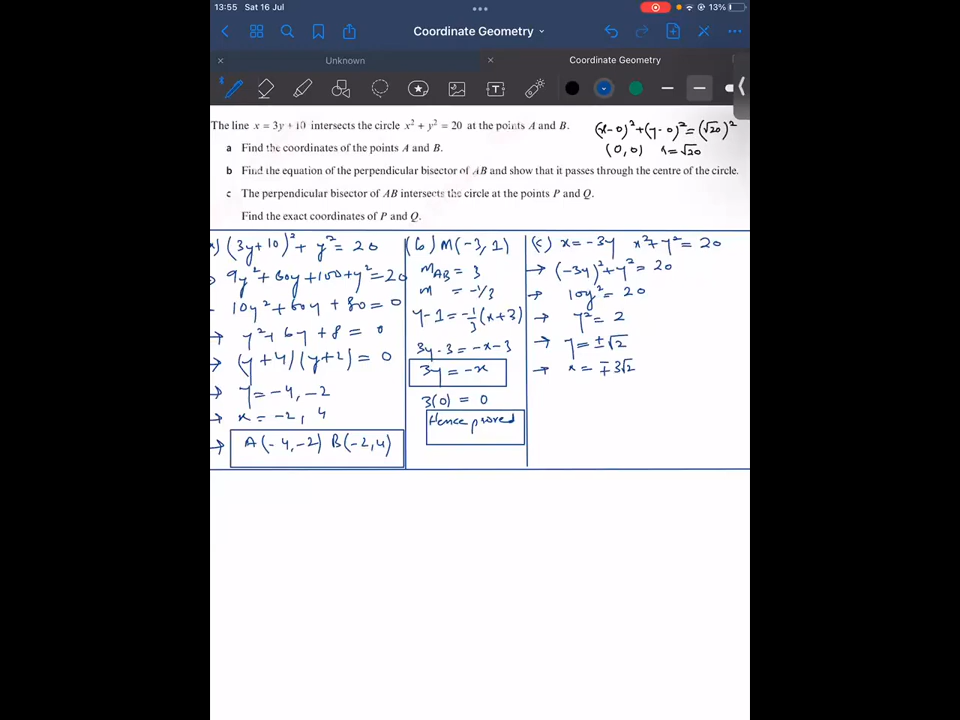 13:55 Sat 16 Jul
13%
Coordinate Geometry
Unknown
Coordinate Geometry
The line x = 3y + 10 intersects the circle x² + y² = 20 at the points A and B.
a Find the coordinates of the points A and B.
b Find the equation of the perpendicular bisector of AB and show that it passes through the centre of the circle.
c The perpendicular bisector of AB intersects the circle at the points P and Q.
Find the exact coordinates of P and Q.
(x-0)²+(y-0)²=(√20)²
(0,0) r=√20
) (3y+10)² + y² = 20
9y²+60y+100+y²=20
10y²+60y+80=0
→ y²+6y+8=0
→ (y+4)(y+2)=0
→ y=-4,-2
→ x=-2, 4
→ A(-4,-2) B(-2,4)
(b) M(-3,1)
m_AB = 3
m = -1/3
y-1=-1/3(x+3)
3y-3=-x-3
3y=-x
3(0)=0
Hence proved
(c) x=-3y x²+y²=20
→ (-3y)²+y²=20
→ 10y²=20
→ y²=2
→ y=±√2
→ x=∓3√2